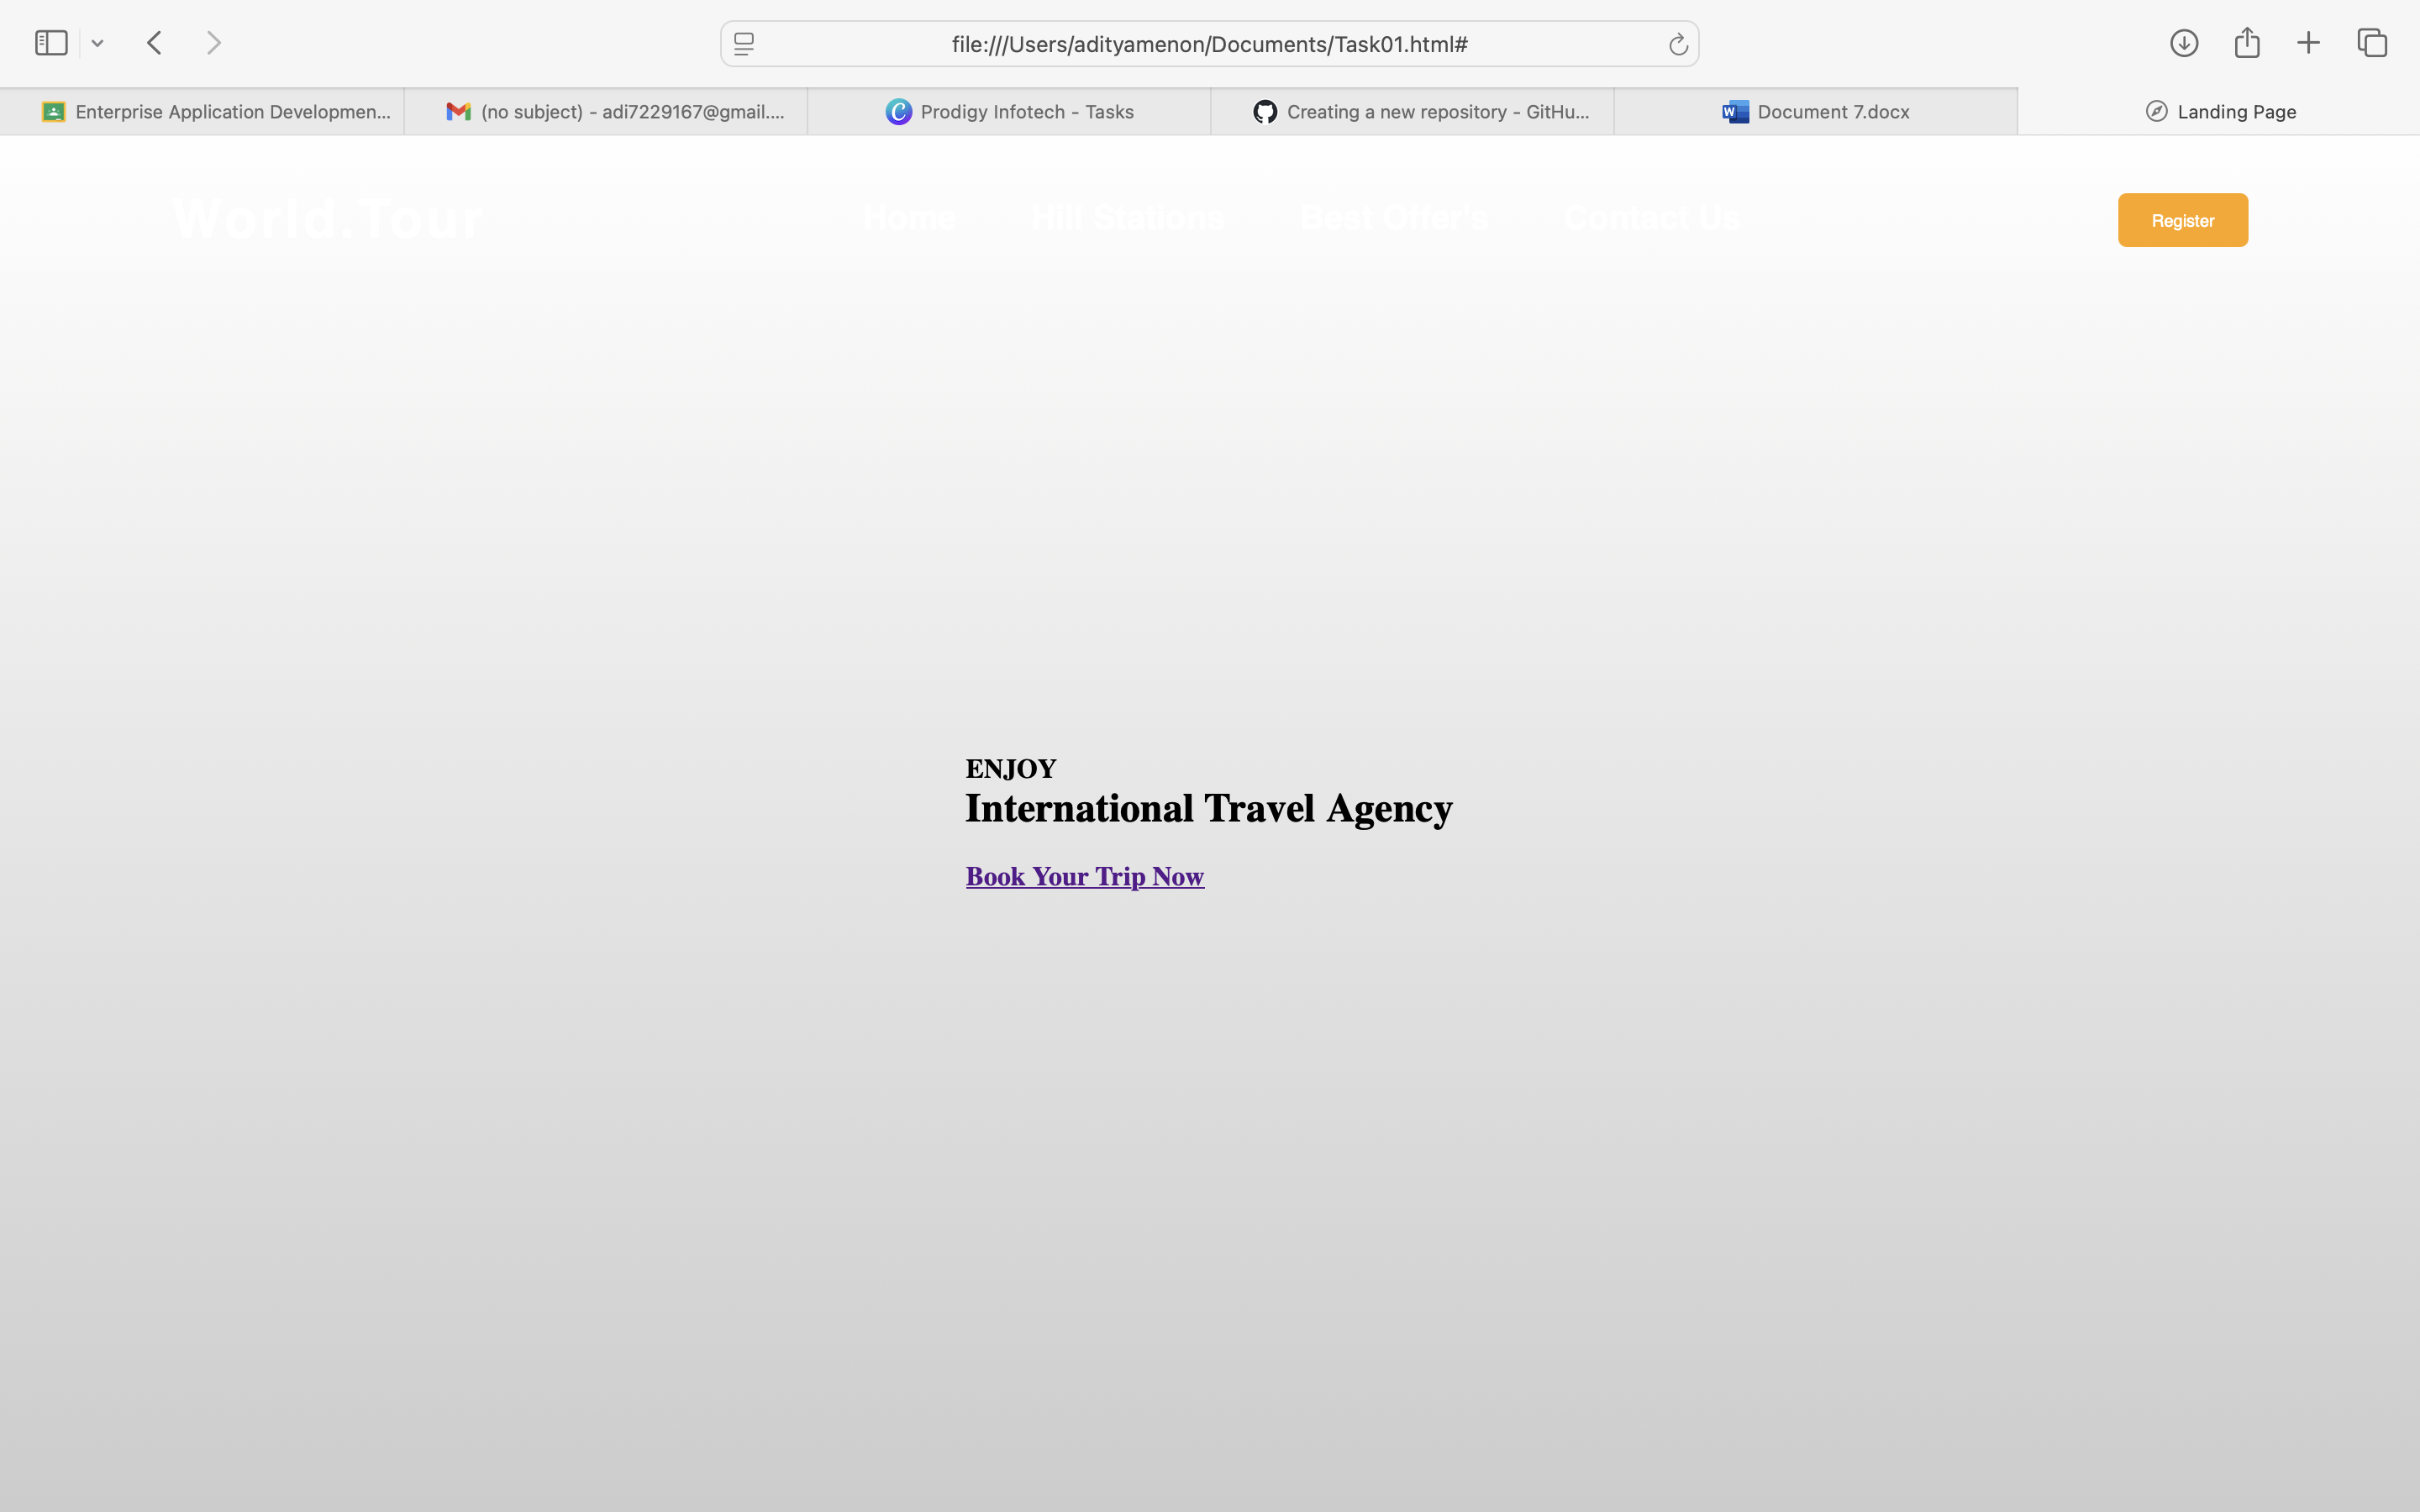 file:///Users/adityamenon/Documents/Task01.html#
Enterprise Application Developmen...
(no subject) - adi7229167@gmail....
Prodigy Infotech - Tasks
Creating a new repository - GitHu...
Document 7.docx
Landing Page
World.Tour
Home
Hill Stations
Best Offer's
Contact Us
Register
ENJOY
International Travel Agency
Book Your Trip Now